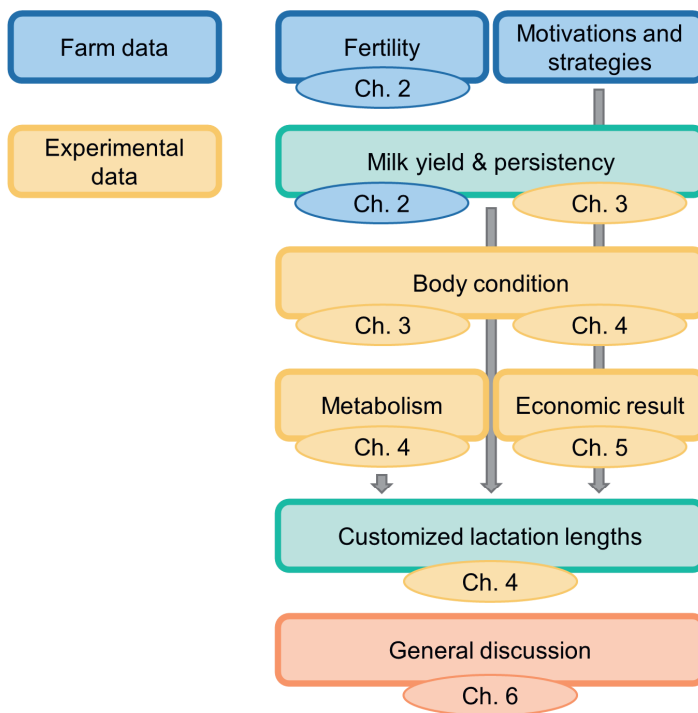 Farm data
Fertility
Motivations and
strategies
Ch. 2
Experimental
data
Milk yield & persistency
Ch. 2
Ch. 3
Body condition
Ch. 3
Ch. 4
Metabolism
Economic result
Ch. 4
Ch. 5
Customized lactation lengths
Ch. 4
General discussion
Ch. 6